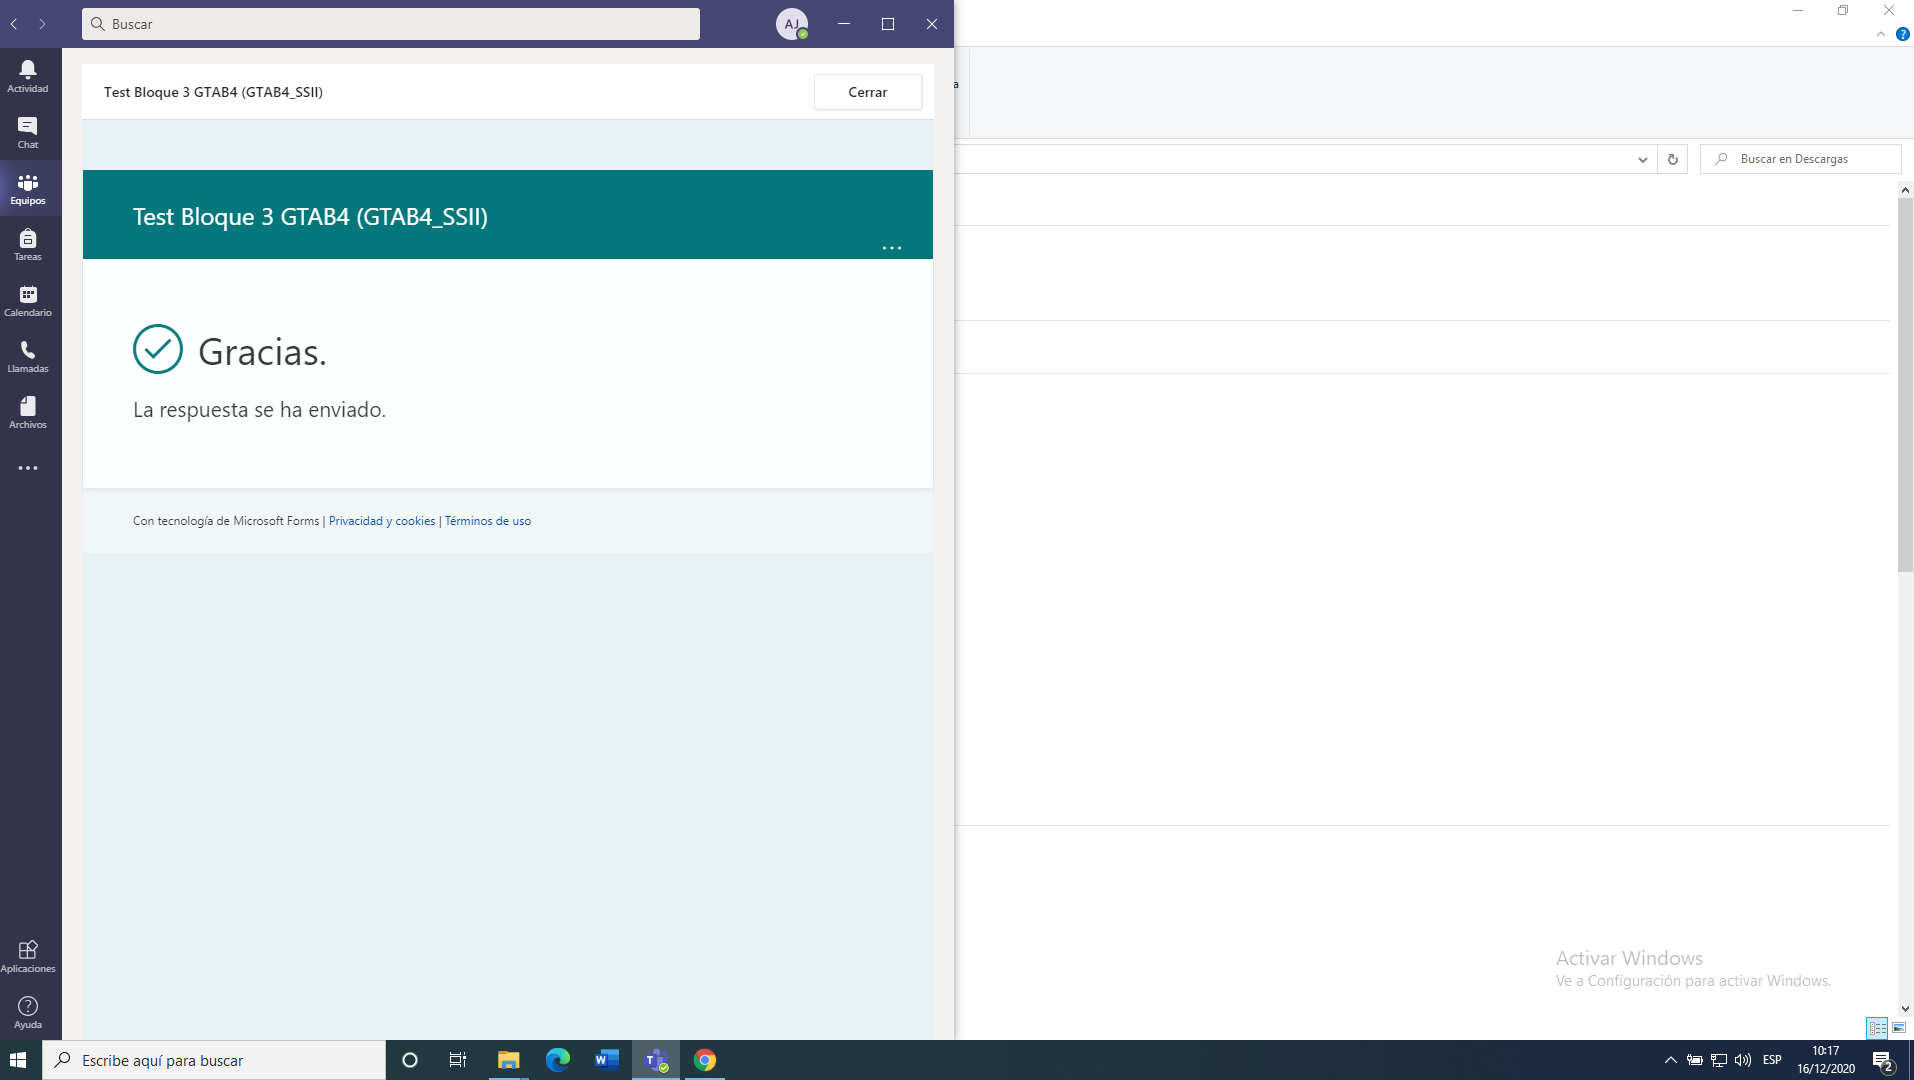 Buscar
AJ
Actividad
Chat
Equipos
Tareas
Calendario
Llamadas
Archivos
Aplicaciones
Ayuda
Test Bloque 3 GTAB4 (GTAB4_SSII)
Cerrar
Test Bloque 3 GTAB4 (GTAB4_SSII)
Gracias.
La respuesta se ha enviado.
Con tecnología de Microsoft Forms | Privacidad y cookies | Términos de uso
a
Buscar en Descargas
Activar Windows
Ve a Configuración para activar Windows.
Escribe aquí para buscar
ESP
10:17
16/12/2020
2